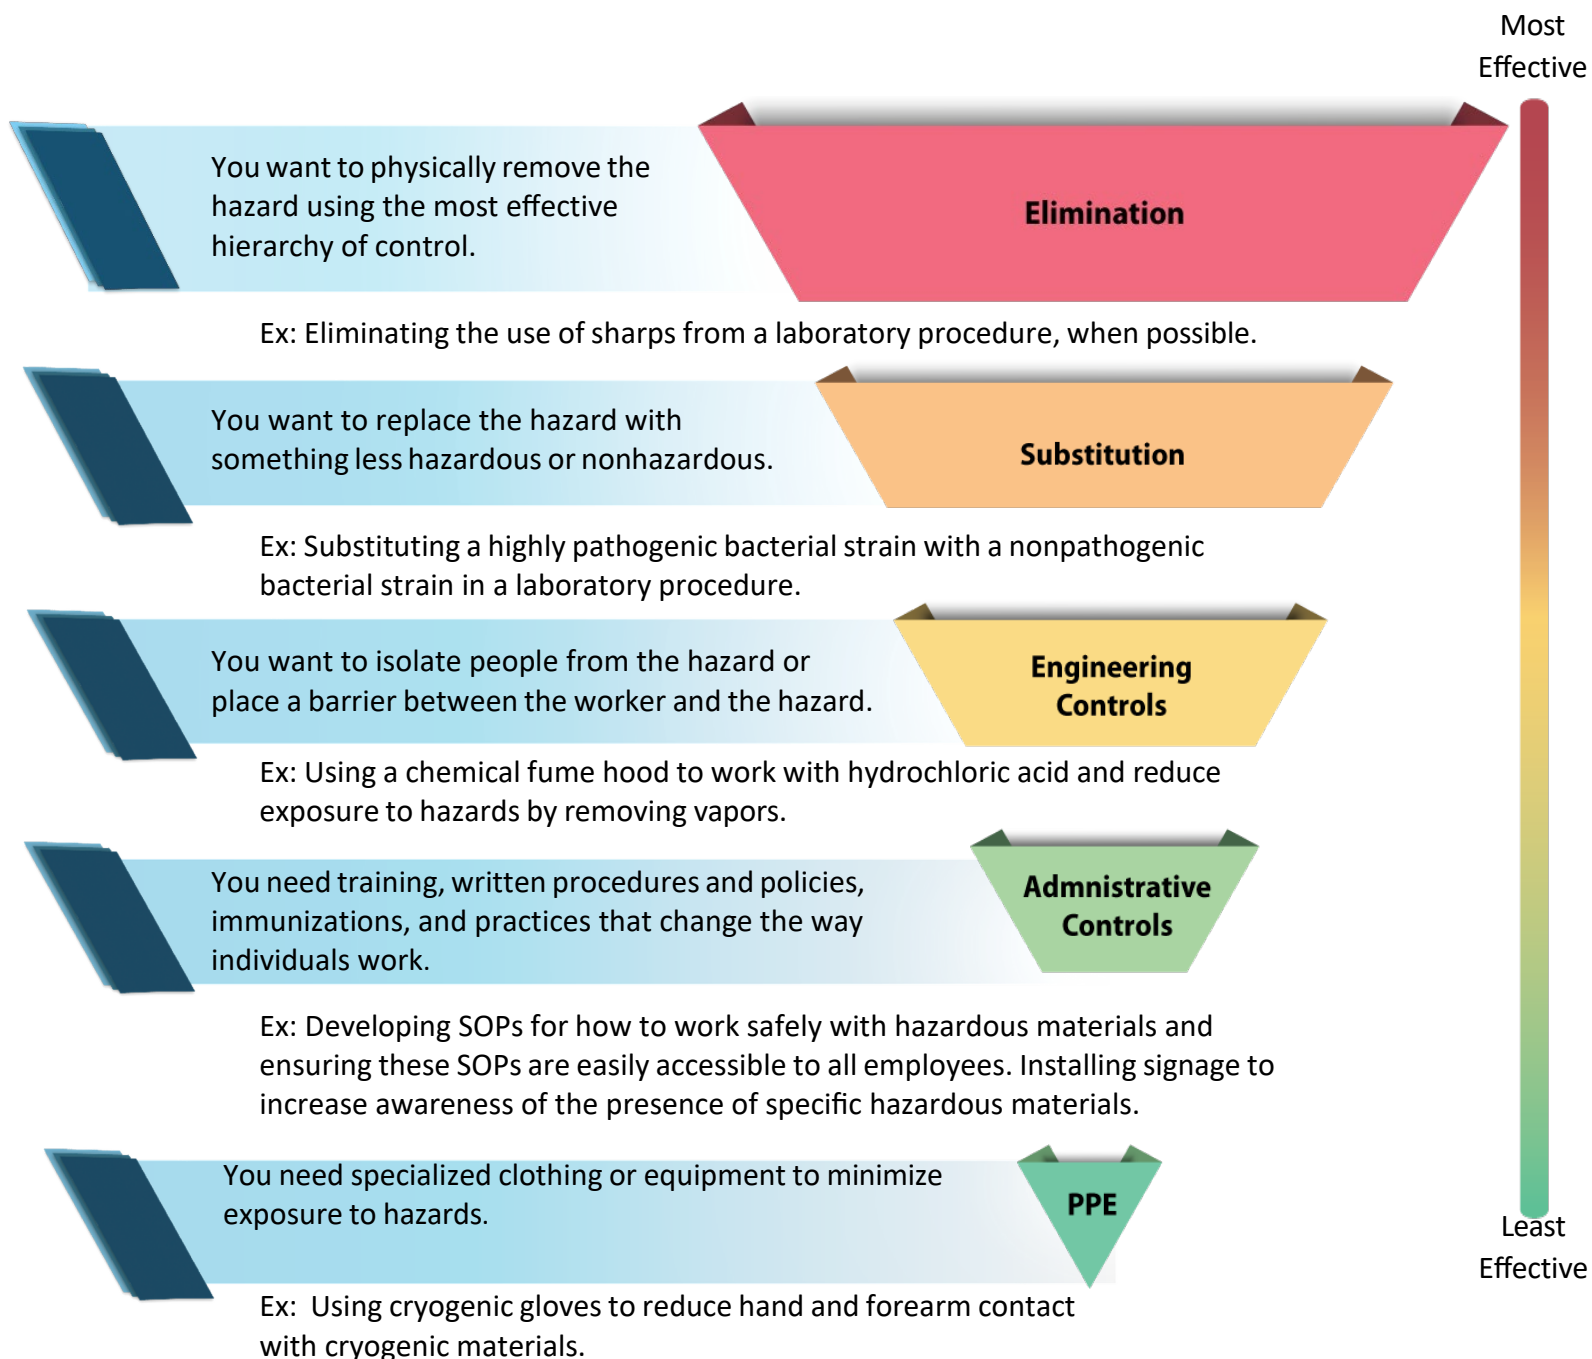 Most
Effective
You want to physically remove the
hazard using the most effective
hierarchy of control.
Elimination
Ex: Eliminating the use of sharps from a laboratory procedure, when possible.
You want to replace the hazard with
something less hazardous or nonhazardous.
Substitution
Ex: Substituting a highly pathogenic bacterial strain with a nonpathogenic
bacterial strain in a laboratory procedure.
You want to isolate people from the hazard or
place a barrier between the worker and the hazard.
Engineering
Controls
Ex: Using a chemical fume hood to work with hydrochloric acid and reduce
exposure to hazards by removing vapors.
You need training, written procedures and policies,
immunizations, and practices that change the way
individuals work.
Admnistrative
Controls
Ex: Developing SOPs for how to work safely with hazardous materials and
ensuring these SOPs are easily accessible to all employees. Installing signage to
increase awareness of the presence of specific hazardous materials.
You need specialized clothing or equipment to minimize
exposure to hazards.
PPE
Least
Effective
Ex: Using cryogenic gloves to reduce hand and forearm contact
with cryogenic materials.